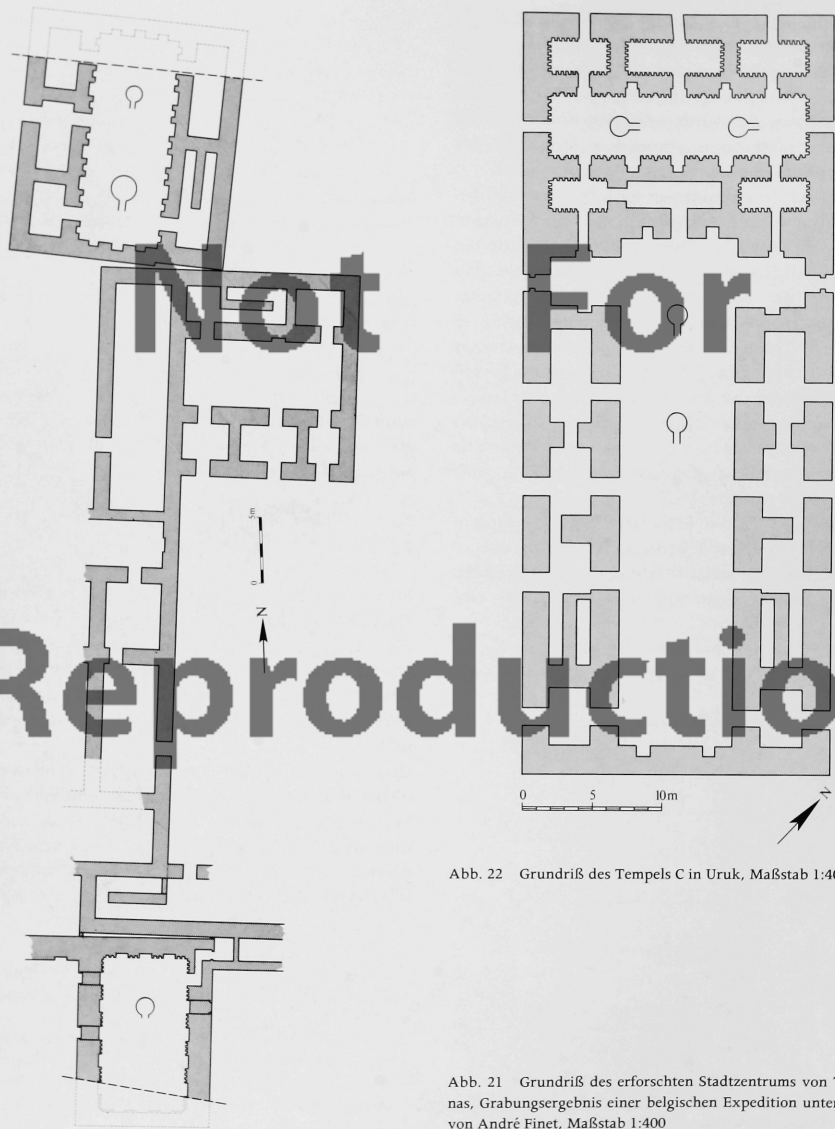 Not For
Reproductio
5m
0
N
0 5 10m
N
Abb. 22 Grundriß des Tempels C in Uruk, Maßstab 1:40
Abb. 21 Grundriß des erforschten Stadtzentrums von
nas, Grabungsergebnis einer belgischen Expedition unter
von André Finet, Maßstab 1:400